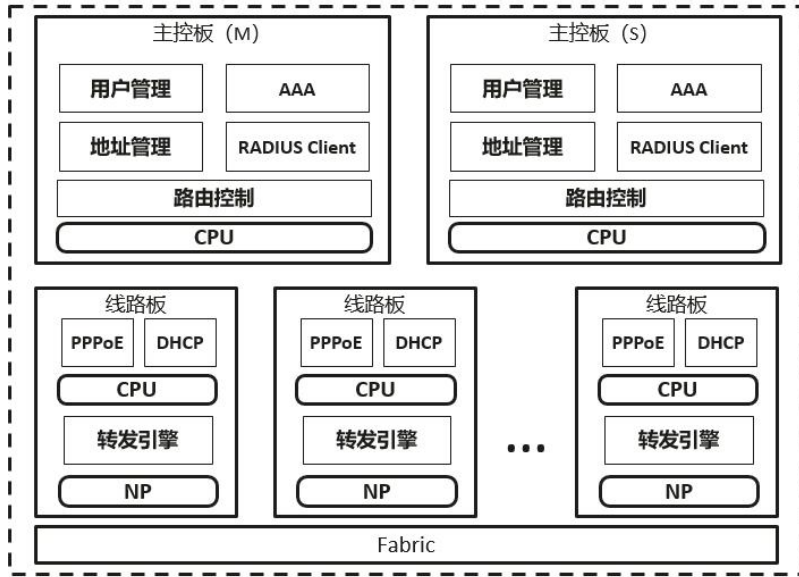 主控板（M）
主控板（S）
用户管理 AAA
用户管理 AAA
地址管理 RADIUS Client
地址管理 RADIUS Client
路由控制
路由控制
CPU
CPU
线路板
线路板
线路板
PPPoE DHCP
PPPoE DHCP
PPPoE DHCP
CPU
CPU
CPU
转发引擎
转发引擎
...
转发引擎
NP
NP
NP
Fabric